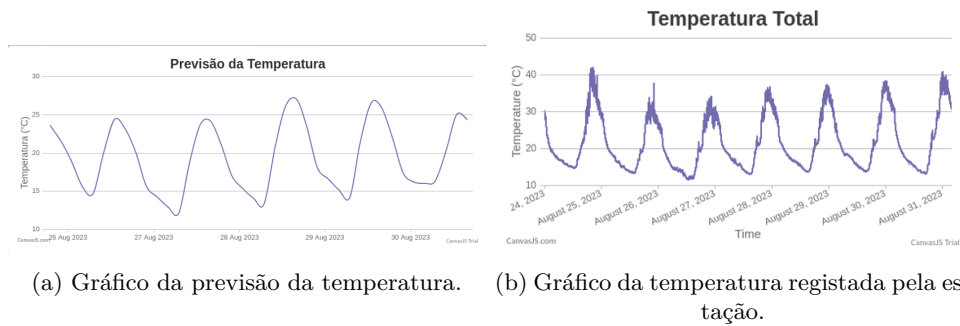 Previsão da Temperatura
Temperatura (°C)
30
25
20
15
10
26 Aug 2023
27 Aug 2023
28 Aug 2023
29 Aug 2023
30 Aug 2023
CanvasJS.com
CanvasJS Trial
(a) Gráfico da previsão da temperatura.
Temperatura Total
Temperature (°C)
50
40
30
20
10
24, 2023
August 25, 2023
August 26, 2023
August 27, 2023
August 28, 2023
August 29, 2023
August 30, 2023
August 31, 2023
Time
CanvasJS.com
CanvasJS Trial
(b) Gráfico da temperatura registada pela es
tação.